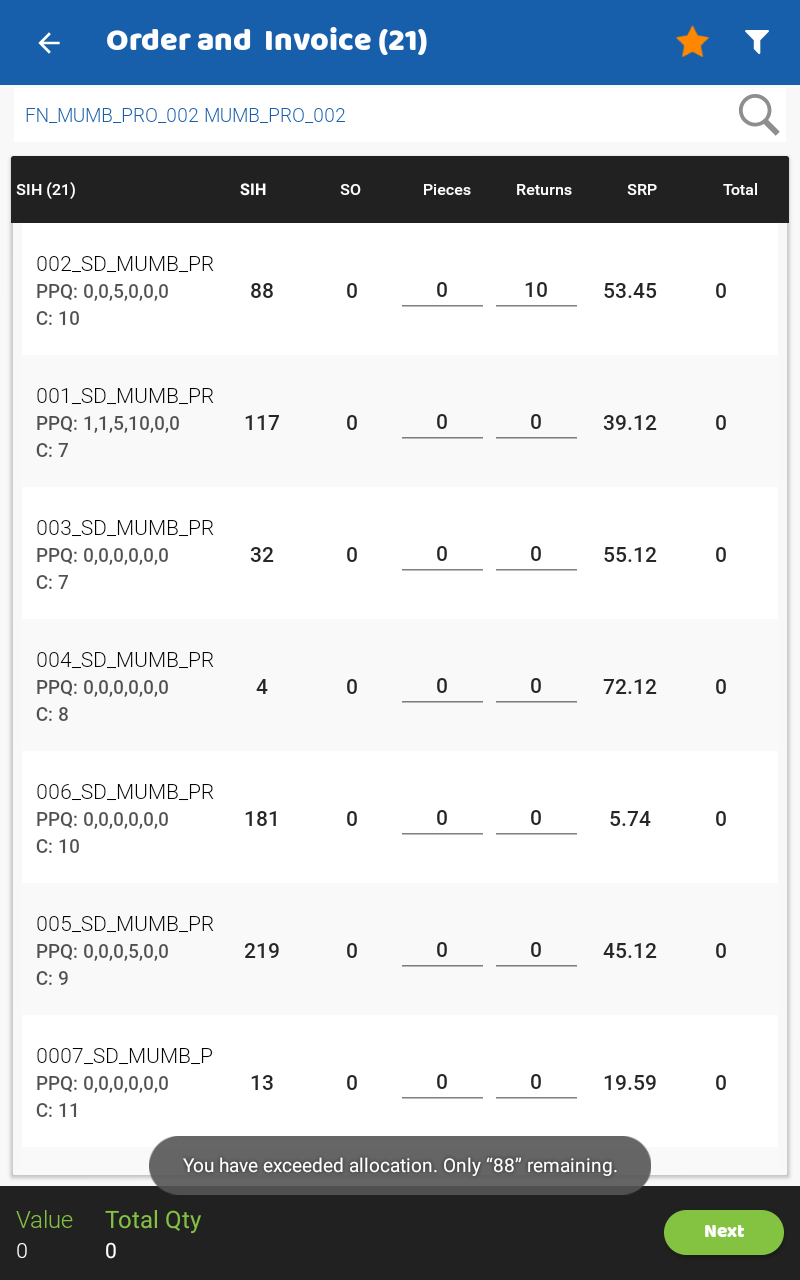 Order and Invoice (21)
FN_MUMB_PRO_002 MUMB_PRO_002
SIH (21) SIH SO Pieces Returns SRP Total
002_SD_MUMB_PR
PPQ: 0,0,5,0,0,0 88 0 0 10 53.45 0
C: 10
001_SD_MUMB_PR
PPQ: 1,1,5,10,0,0 117 0 0 0 39.12 0
C: 7
003_SD_MUMB_PR
PPQ: 0,0,0,0,0,0 32 0 0 0 55.12 0
C: 7
004_SD_MUMB_PR
PPQ: 0,0,0,0,0,0 4 0 0 0 72.12 0
C: 8
006_SD_MUMB_PR
PPQ: 0,0,0,0,0,0 181 0 0 0 5.74 0
C: 10
005_SD_MUMB_PR
PPQ: 0,0,0,5,0,0 219 0 0 0 45.12 0
C: 9
0007_SD_MUMB_P
PPQ: 0,0,0,0,0,0 13 0 0 0 19.59 0
C: 11
You have exceeded allocation. Only “88” remaining.
Value Total Qty
0 0
Next